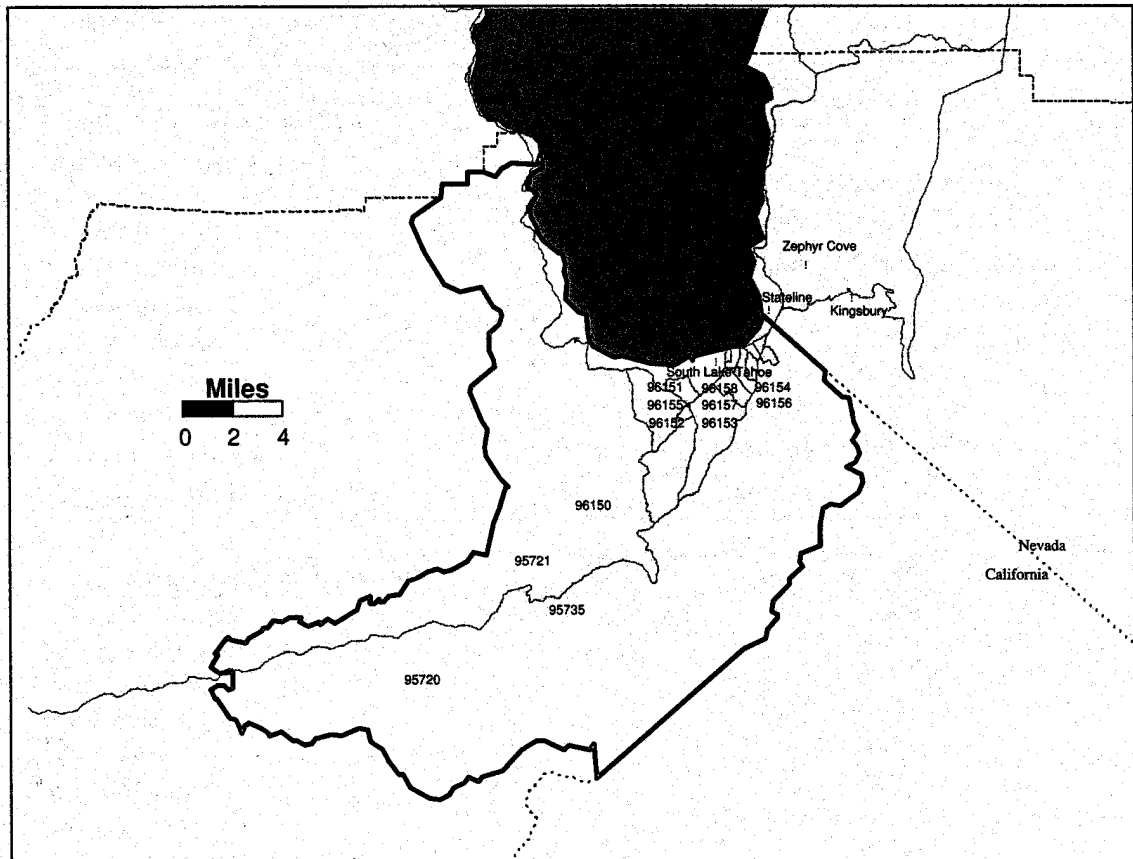 Zephyr Cove
Stateline
Kingsbury
South Lake Tahoe
96151 96158 96154
96155 96157 96156
96152 96153
Miles
0 2 4
96150
Nevada
California
95721
95735
95720